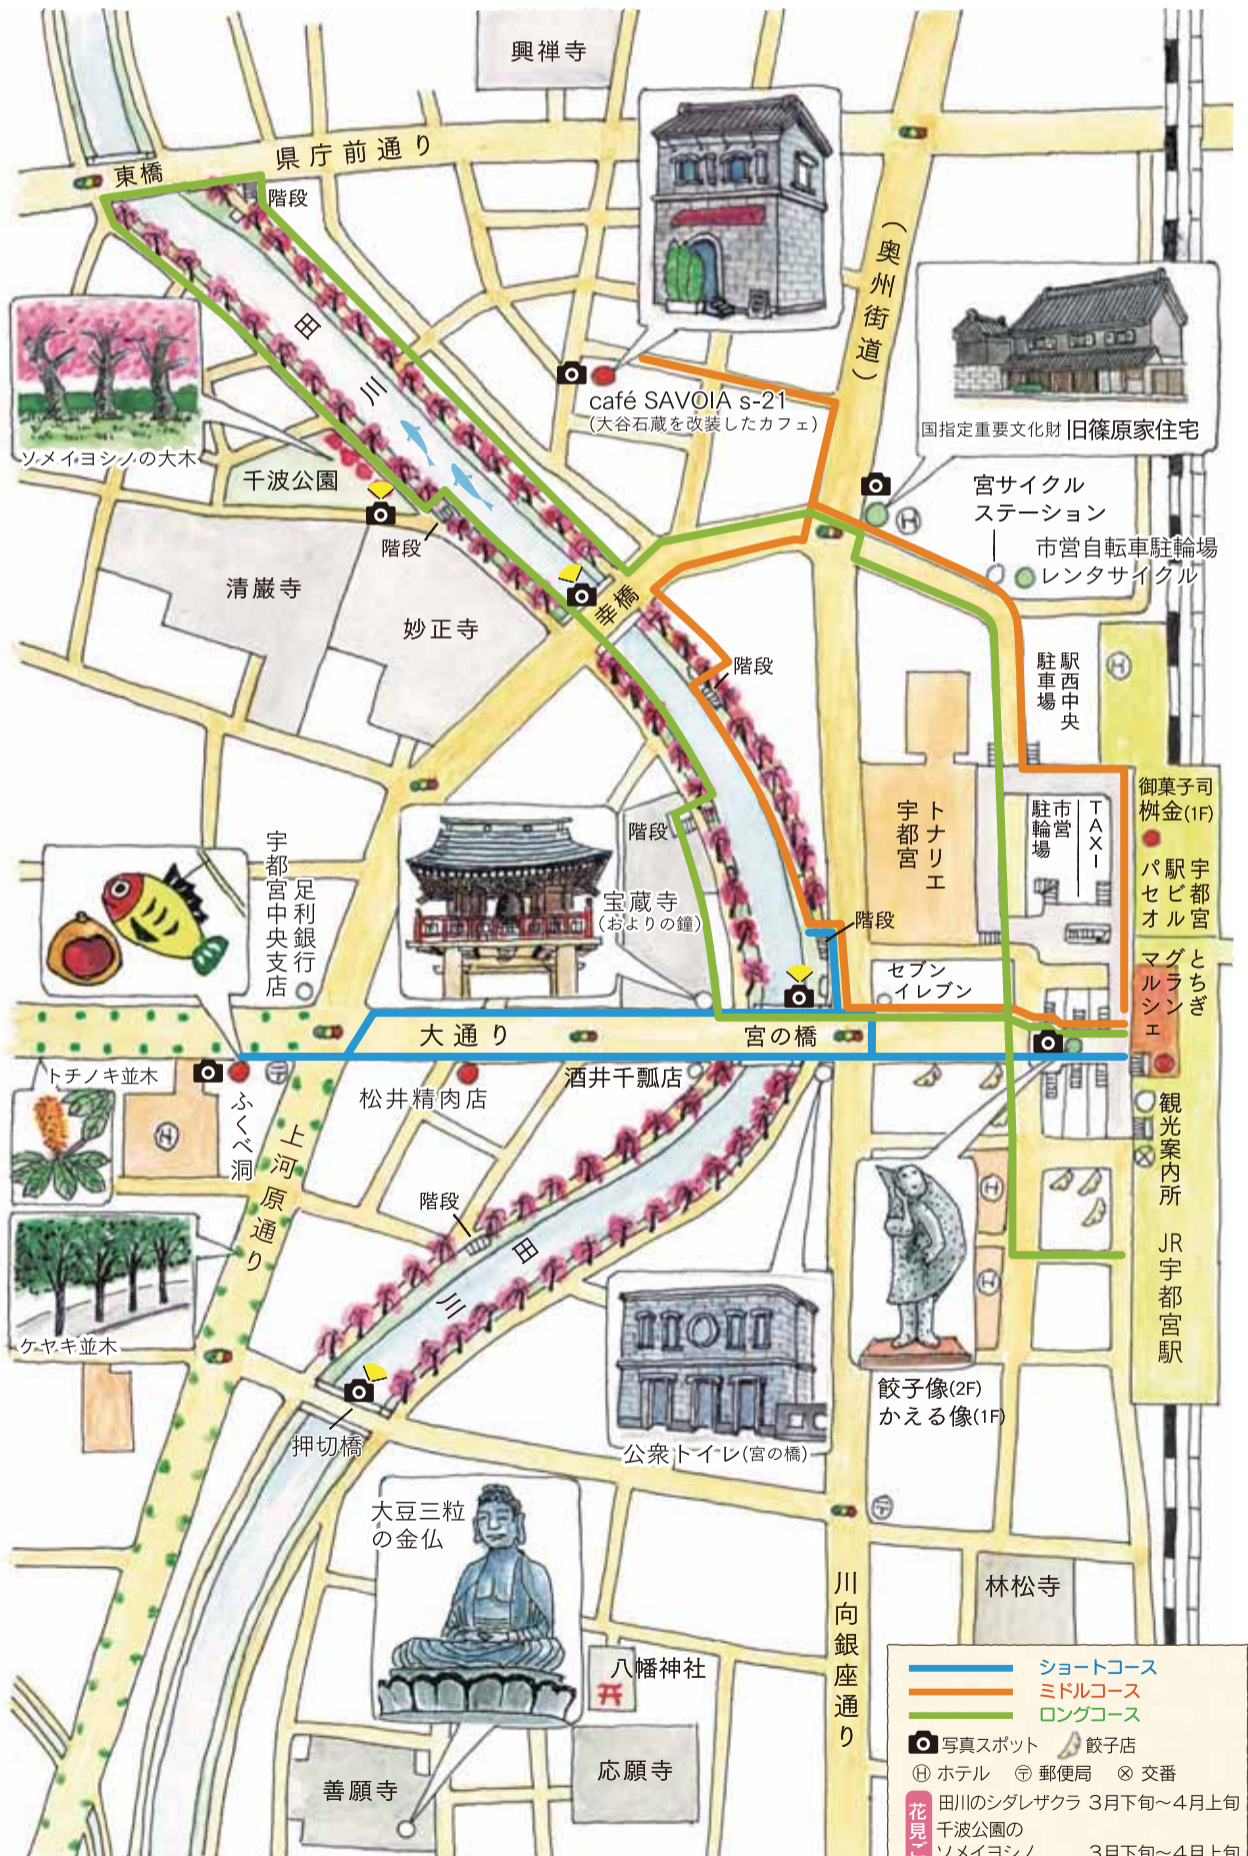 興禅寺
県庁前通り
東橋
階段
(奥州街道)
田川
café SAVOIA s-21
(大谷石蔵を改装したカフェ)
国指定重要文化財 旧篠原家住宅
ソメイヨシノの大木
千波公園
階段
宮サイクル
ステーション
市営自転車駐輪場
レンタサイクル
清巌寺
妙正寺
幸橋
階段
駅西中央
駐車場
Ⓗ
Ⓗ
トナリエ
宇都宮
市営
駐輪場
TAXI
御菓子司
桝金(1F)
宇都宮
駅ビル
パセオ
階段
宝蔵寺
(およりの鐘)
足利銀行
宇都宮中央支店
階段
セブン
イレブン
とちぎ
グラン
マルシェ
大通り
宮の橋
トチノキ並木
ふくべ洞
〒
松井精肉店
酒井千瓢店
Ⓗ
上河原通り
観光案内所
階段
田川
Ⓗ
Ⓗ
JR宇都宮駅
ケヤキ並木
餃子像(2F)
かえる像(1F)
公衆トイレ(宮の橋)
押切橋
大豆三粒
の金仏
〒
川向銀座通り
林松寺
八幡神社
応願寺
善願寺
ショートコース
ミドルコース
ロングコース
写真スポット 餃子店
Ⓗ ホテル 〒 郵便局 ⊗ 交番
花見ご
田川のシダレザクラ 3月下旬〜4月上旬
千波公園の
ソメイヨシノ 3月下旬〜4月上旬